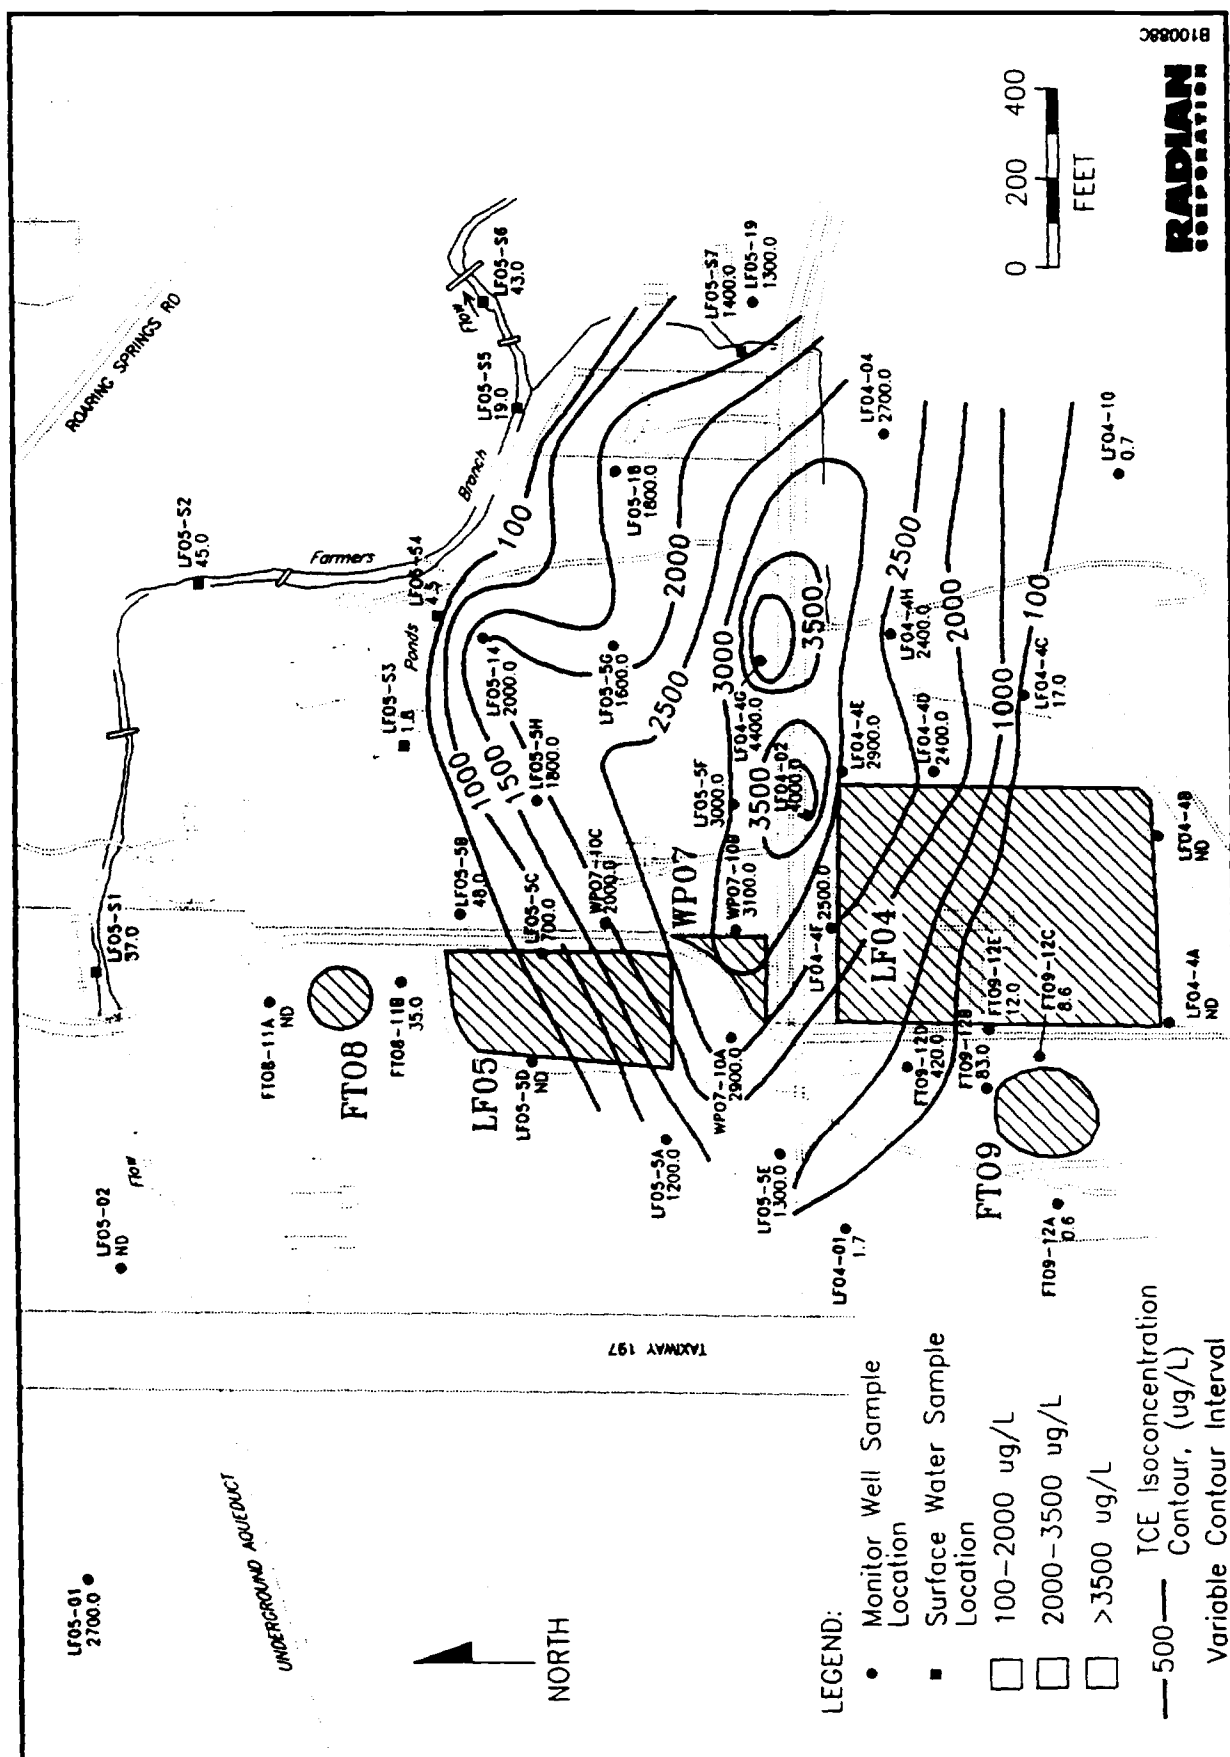 LF05-01
2700.0
UNDERGROUND AQUEDUCT
NORTH
TAXIWAY 197
LF05-02
ND
Flow
LF05-S1
37.0
FT08-11A
ND
FT08
FT08-11B
35.0
LF05
LF05-5D
ND
LF05-5B
48.0
LF05-5C
700.0
LF05-S2
45.0
ROARING SPRINGS RD
Farmers
Branch
LF05-S3
1.8
Ponds
LF05-S4
4.5
LF05-S5
19.0
Flow
LF05-S6
43.0
100
1000
1500
LF05-14
2000.0
LF05-5H
1800.0
WP07-10C
2000.0
LF05-5G
1600.0
LF05-18
1800.0
2000
2500
LF05-5A
1200.0
WP07-10A
2900.0
WP07
WP07-10B
3100.0
LF05-5F
3000.0
3000
LF05-S7
1400.0
LF05-19
1300.0
LF05-5E
1300.0
3500
LF04-02
4000.0
LF04-4G
4400.0
3500
LF04-01
1.7
LF04-4F
2500.0
LF04-4E
2900.0
LF04-04
2700.0
LF04
LF04-4D
2400.0
LF04-4H
2400.0
2500
2000
1000
100
FT09-12D
420.0
FT09-12B
83.0
FT09-12E
12.0
FT09-12C
8.6
FT09
FT09-12A
0.6
LF04-4C
17.0
LF04-10
0.7
LF04-4A
ND
LF04-4B
ND
LEGEND:
Monitor Well Sample
Location
Surface Water Sample
Location
100-2000 ug/L
2000-3500 ug/L
>3500 ug/L
500
TCE Isoconcentration
Contour, (ug/L)
Variable Contour Interval
0 200 400
FEET
RADIAN
CORPORATION
B10088C